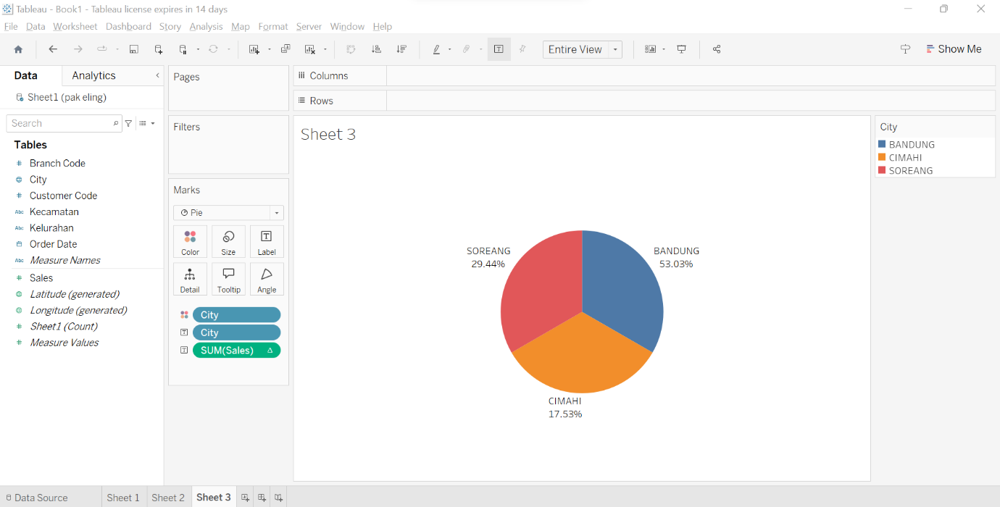 Tableau - Book1 - Tableau license expires in 14 days
File Data Worksheet Dashboard Story Analysis Map Format Server Window Help
Entire View
Show Me
Data Analytics
Sheet1 (pak eling)
Search
Tables
Branch Code
City
Customer Code
Abc Kecamatan
Abc Kelurahan
Order Date
Abc Measure Names
Sales
Latitude (generated)
Longitude (generated)
Sheet1 (Count)
Measure Values
Pages
Filters
Marks
Pie
Color Size Label
Detail Tooltip Angle
City
City
SUM(Sales) Δ
Columns
Rows
Sheet 3
SOREANG
29.44%
BANDUNG
53.03%
CIMAHI
17.53%
City
BANDUNG
CIMAHI
SOREANG
Data Source Sheet 1 Sheet 2 Sheet 3